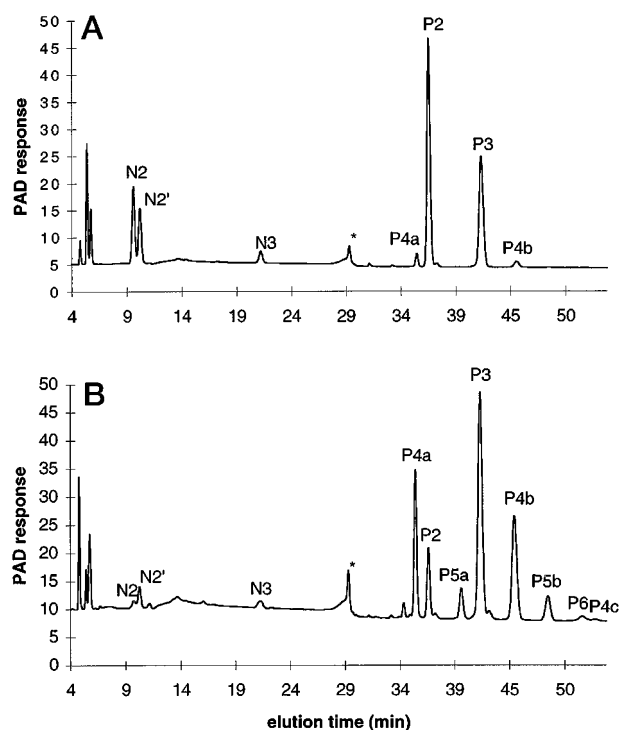 A
PAD response
50
45
40
35
30
25
20
15
10
5
0
N2
N2'
N3
*
P4a
P2
P3
P4b
4 9 14 19 24 29 34 39 45 50
B
PAD response
50
45
40
35
30
25
20
15
10
5
0
N2
N2'
N3
*
P4a
P2
P5a
P3
P4b
P5b
P6
P4c
4 9 14 19 24 29 34 39 45 50
elution time (min)